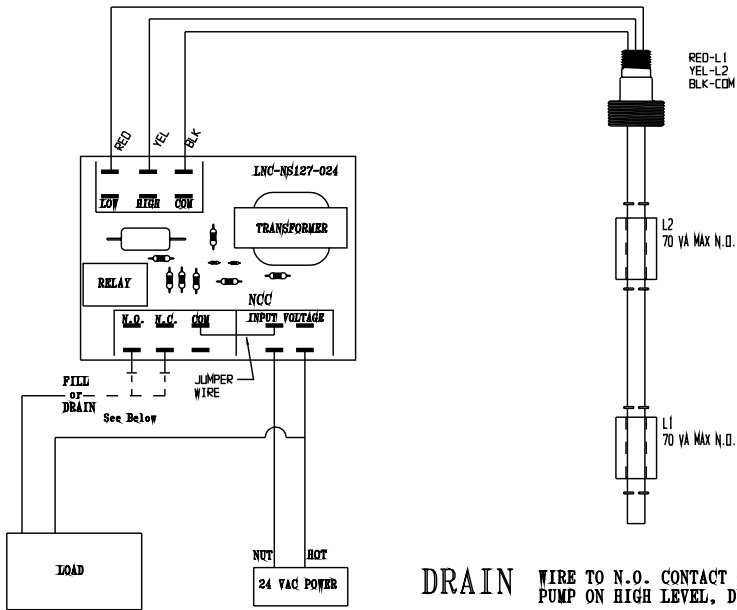 RED-L1
YEL-L2
BLK-COM
RED
YEL
BLK
LNC-NS127-024
LOW HIGH COM
TRANSFORMER
L2
70 VA MAX N.O.
RELAY
NCC
N.O. N.C. COM INPUT VOLTAGE
JUMPER
WIRE
FILL
or
DRAIN
See Below
L1
70 VA MAX N.O.
LOAD
NUT HOT
24 VAC POWER
DRAIN WIRE TO N.O. CONTACT
PUMP ON HIGH LEVEL, D